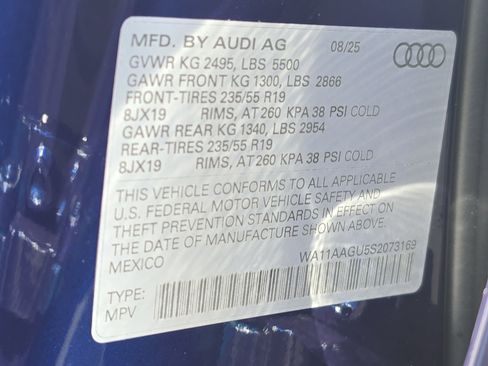 MFD. BY AUDI AG 08/25
GVWR KG 2495, LBS 5500
GAWR FRONT KG 1300, LBS 2866
FRONT-TIRES 235/55 R19
8JX19 RIMS, AT 260 KPA 38 PSI COLD
GAWR REAR KG 1340, LBS 2954
REAR-TIRES 235/55 R19
8JX19 RIMS, AT 260 KPA 38 PSI COLD
THIS VEHICLE CONFORMS TO ALL APPLICABLE
U.S. FEDERAL MOTOR VEHICLE SAFETY AND
THEFT PREVENTION STANDARDS IN EFFECT ON
THE DATE OF MANUFACTURE SHOWN ABOVE.
MEXICO
WA11AAGU5S2073169
TYPE:
MPV